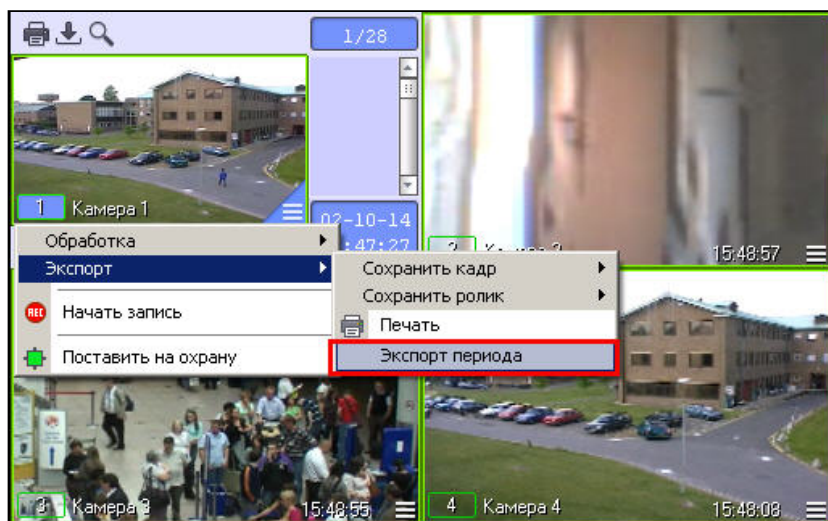 1/28
1 Камера 1
02-10-14
:47:27
15:48:57
Обработка
Экспорт
REC Начать запись
Поставить на охрану
Сохранить кадр
Сохранить ролик
Печать
Экспорт периода
3 Камера 3
15:48:55
4 Камера 4
15:48:08